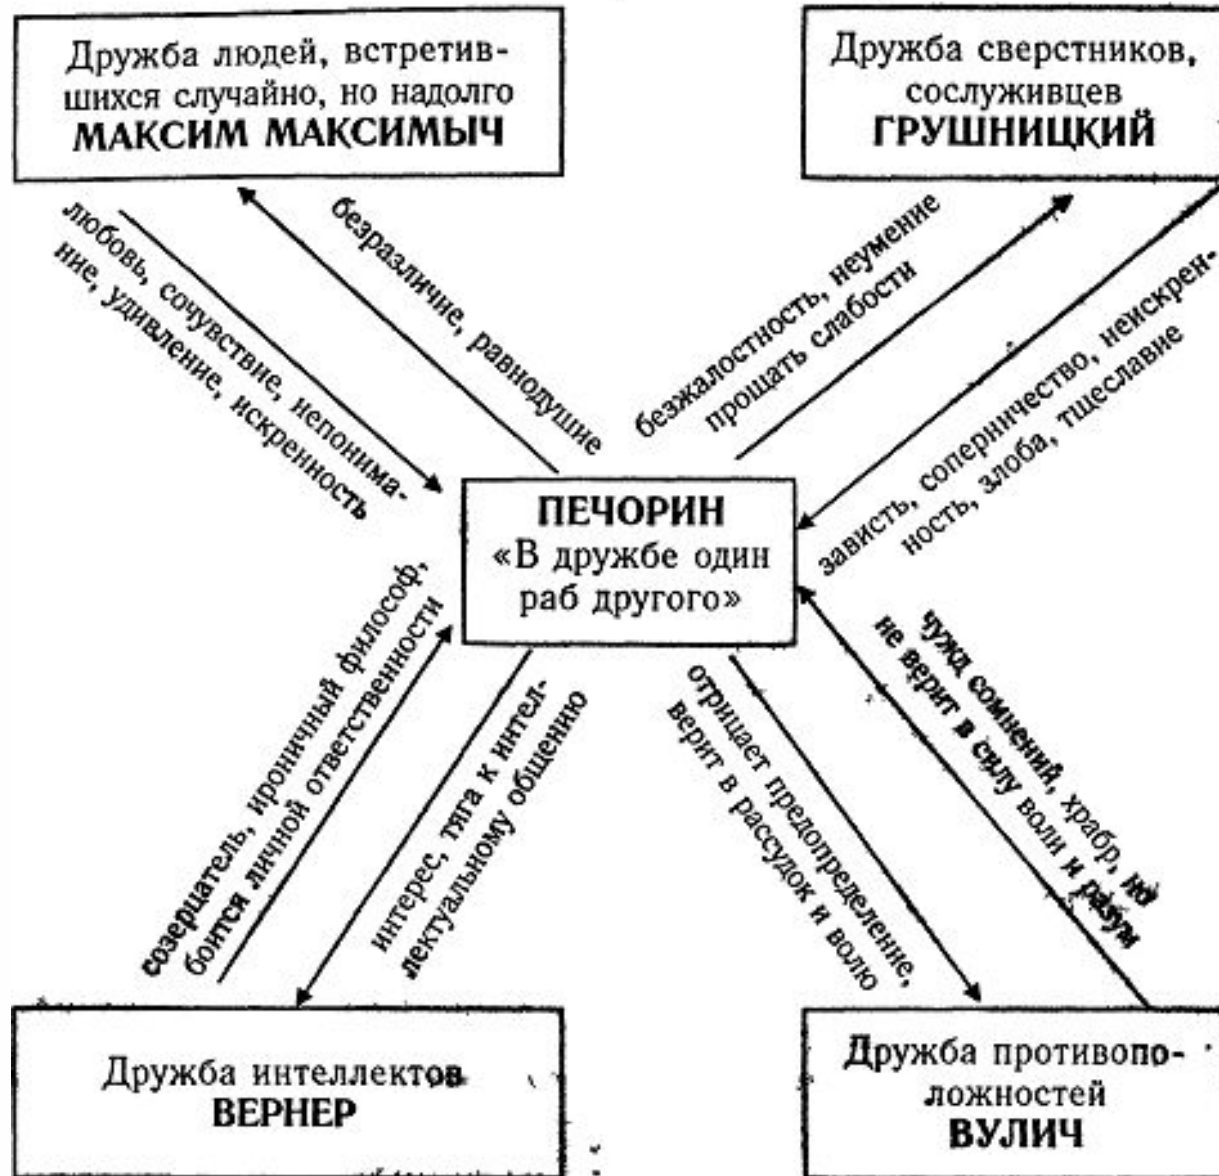 Дружба людей, встретив-
шихся случайно, но надолго
МАКСИМ МАКСИМЫЧ
Дружба сверстников,
сослуживцев
ГРУШНИЦКИЙ
любовь, сочувствие, непонима-
ние, удивление, искренность
безразличие, равнодушие
безжалостность, неумение
прощать слабости
зависть, соперничество, неискрен-
ность, злоба, тщеславие
ПЕЧОРИН
«В дружбе один
раб другого»
созерцатель, ироничный философ,
боится личной ответственности
интерес, тяга к интел-
лектуальному общению
отрицает предопределение,
верит в рассудок и волю
чужд сомнений, храбр, но
не верит в силу воли и разум
Дружба интеллектов
ВЕРНЕР
Дружба противопо-
ложностей
ВУЛИЧ